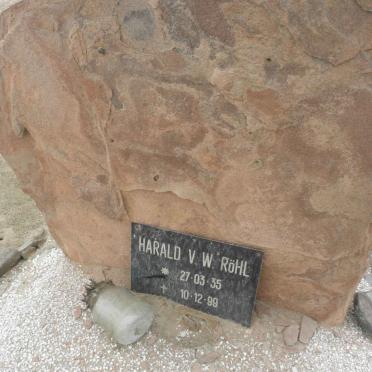 HARALD V. W. RöHL
* 27·03·35
† 10·12·99